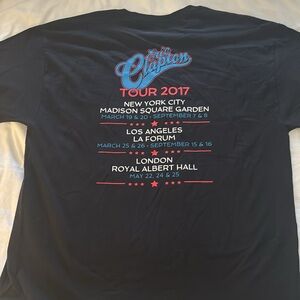 Eric
Clapton
TOUR 2017
NEW YORK CITY
MADISON SQUARE GARDEN
MARCH 19 & 20 - SEPTEMBER 7 & 8
LOS ANGELES
LA FORUM
MARCH 25 & 26 - SEPTEMBER 15 & 16
LONDON
ROYAL ALBERT HALL
MAY 22, 24 & 25